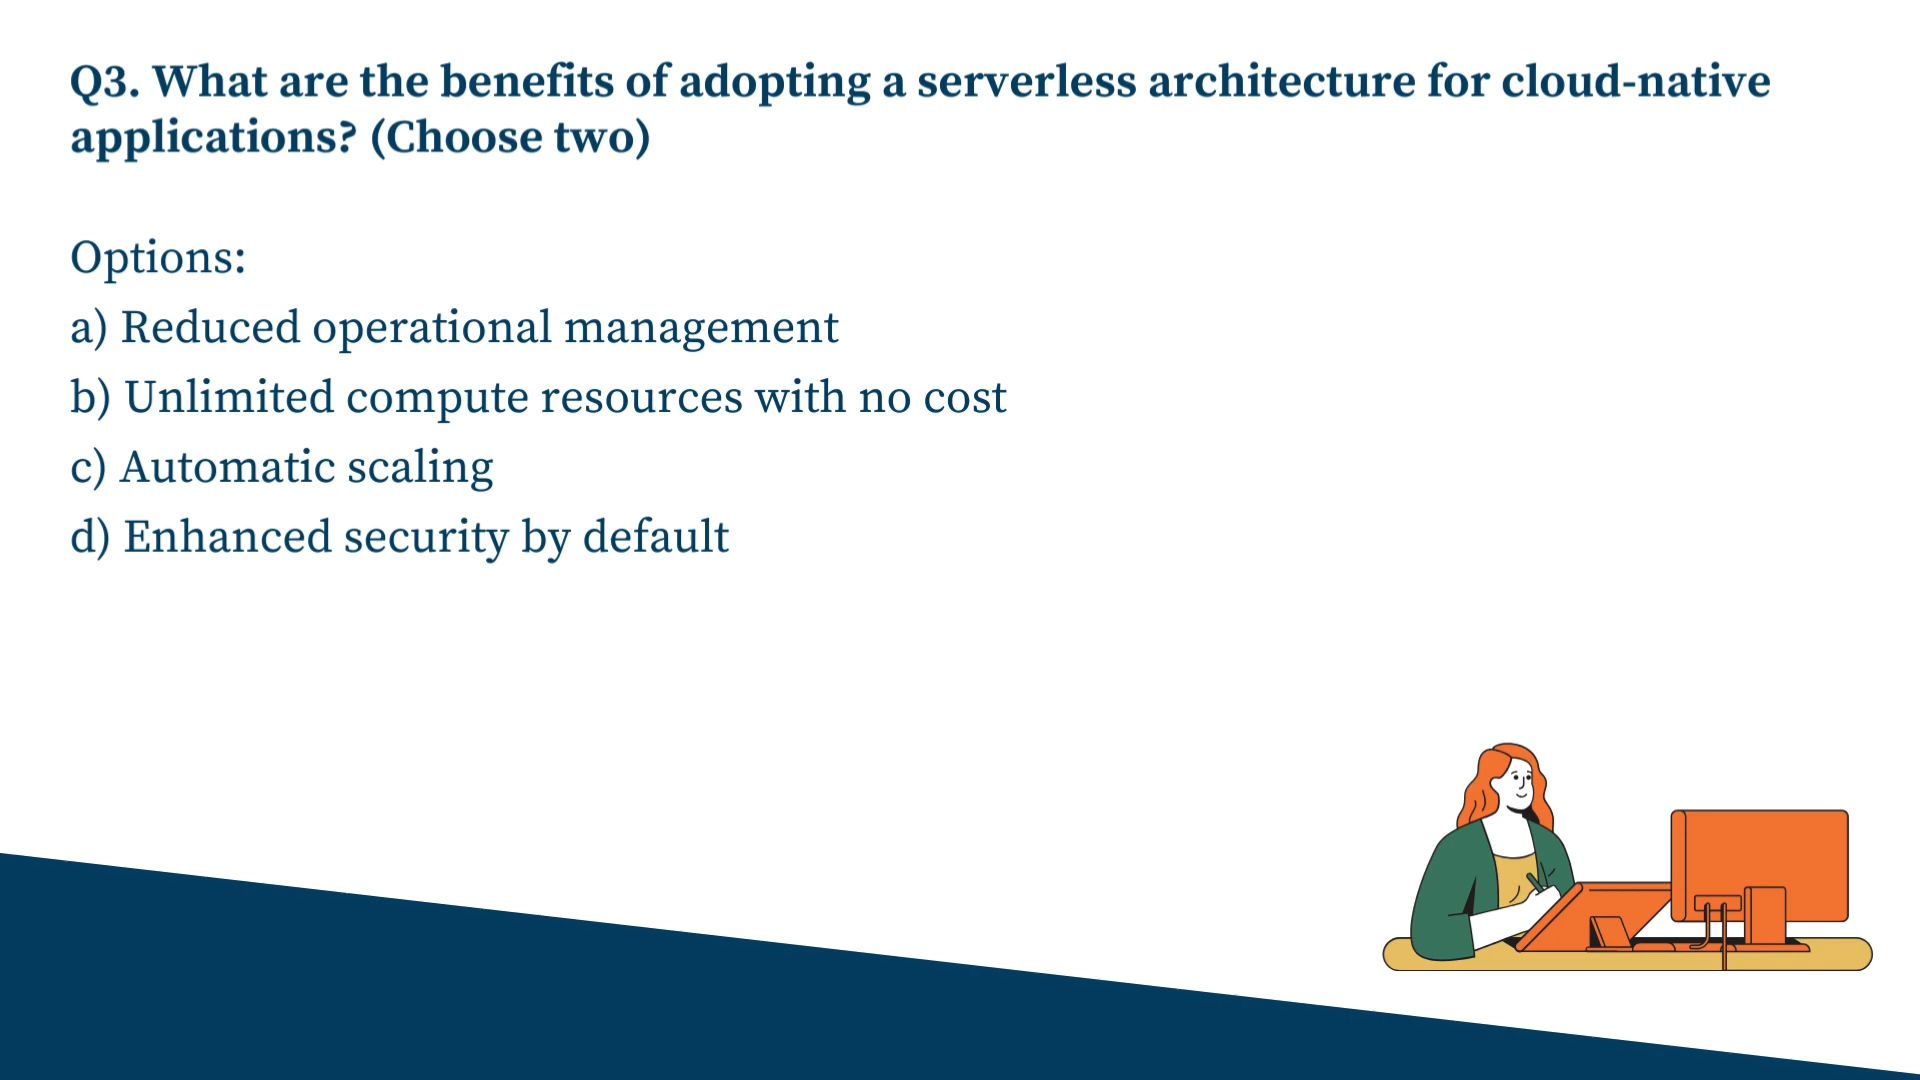 Q3. What are the benefits of adopting a serverless architecture for cloud-native
applications? (Choose two)
Options:
a) Reduced operational management
b) Unlimited compute resources with no cost
c) Automatic scaling
d) Enhanced security by default